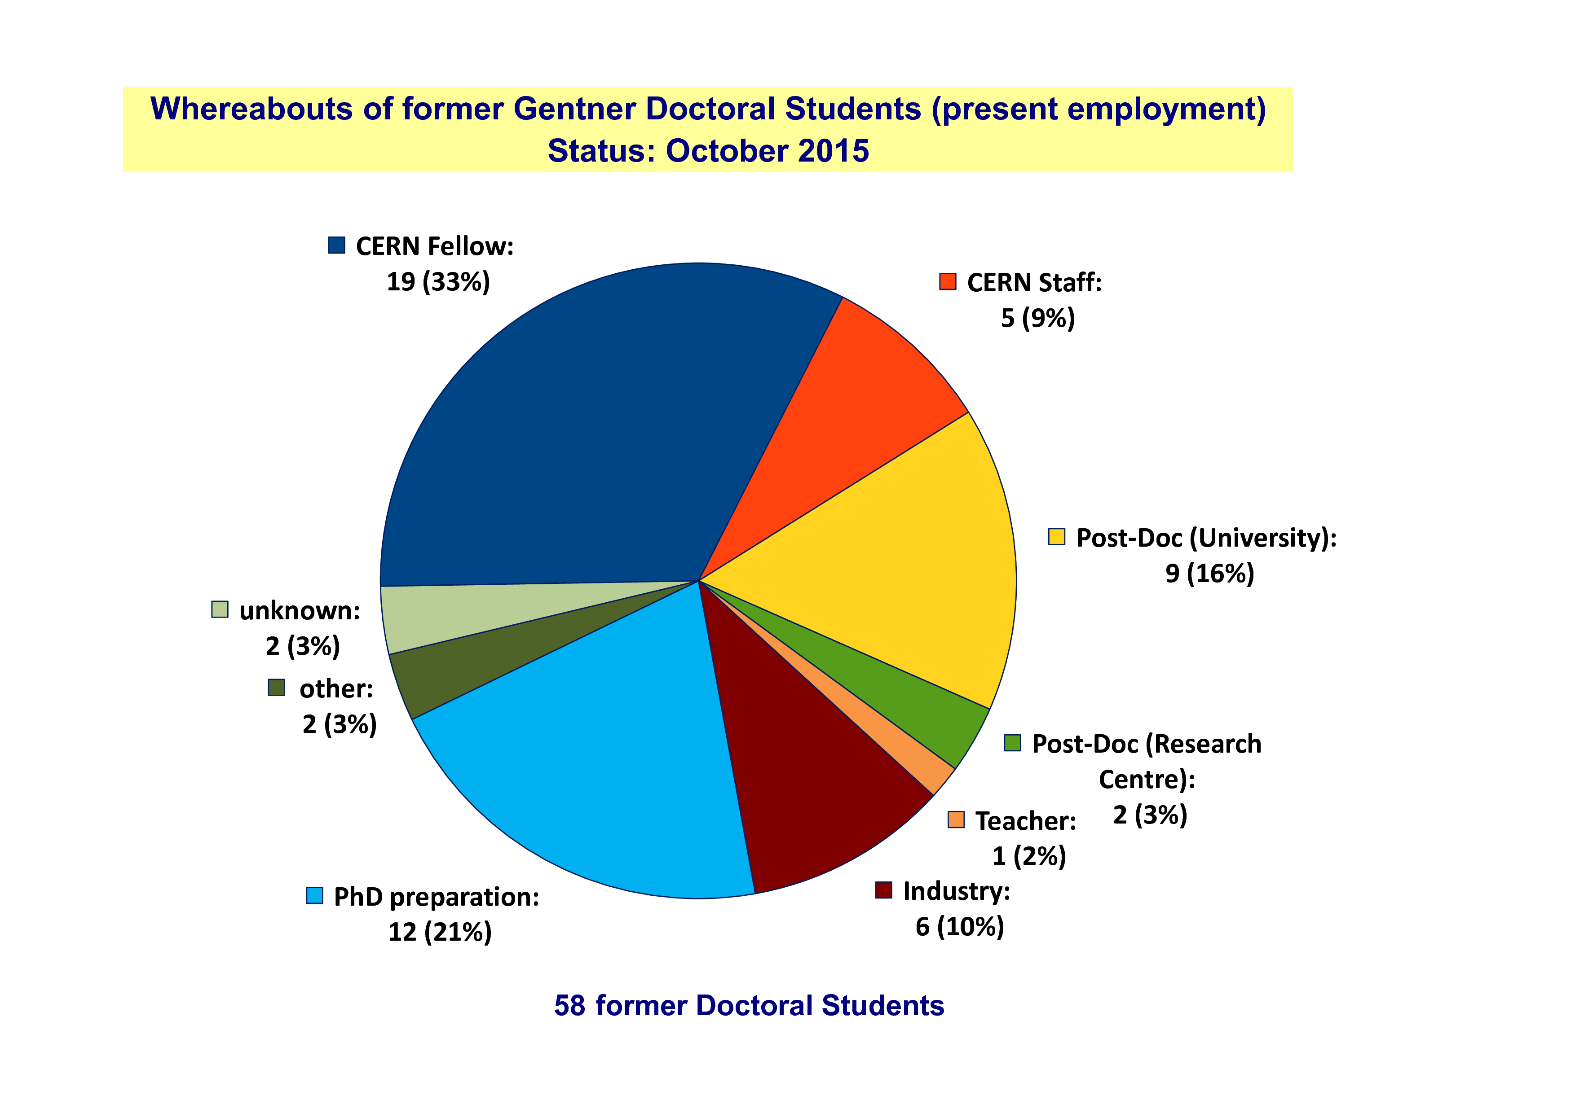 Whereabouts of former Gentner Doctoral Students (present employment)
Status: October 2015
CERN Fellow:
19 (33%)
CERN Staff:
5 (9%)
Post-Doc (University):
9 (16%)
unknown:
2 (3%)
other:
2 (3%)
Post-Doc (Research
Centre):
2 (3%)
Teacher:
1 (2%)
Industry:
6 (10%)
PhD preparation:
12 (21%)
58 former Doctoral Students